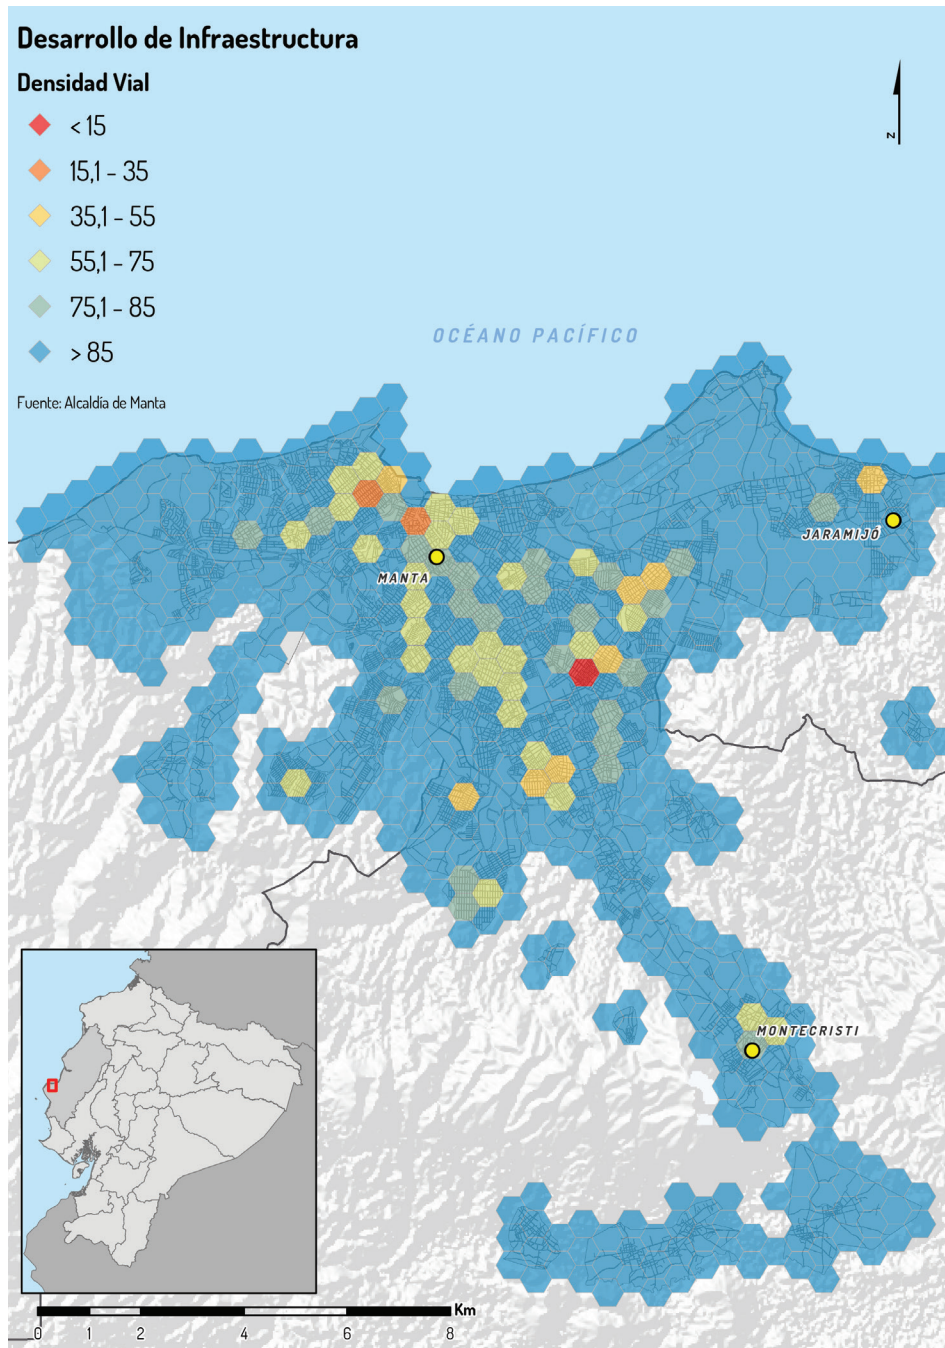 Desarrollo de Infraestructura
Densidad Vial
< 15
15,1 – 35
35,1 – 55
55,1 – 75
75,1 – 85
> 85
Fuente: Alcaldía de Manta
N
OCÉANO PACÍFICO
JARAMIJÓ
MANTA
MONTECRISTI
Km
0 1 2 4 6 8